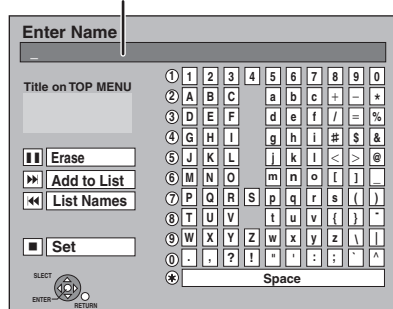 Enter Name
_
Title on TOP MENU
① 1 2 3 4 5 6 7 8 9 0
② A B C a b c + − *
③ D E F d e f / = %
④ G H I g h i # $ &
⑤ J K L j k l < > @
⑥ M N O m n o [ ] _
⑦ P Q R S p q r s ( )
⑧ T U V t u v { } ¯
⑨ W X Y Z w x y z \ |
⓪ . , ? ! " ' : ; ` ^
✱ Space
Erase
Add to List
List Names
Set
SLECT
ENTER
RETURN